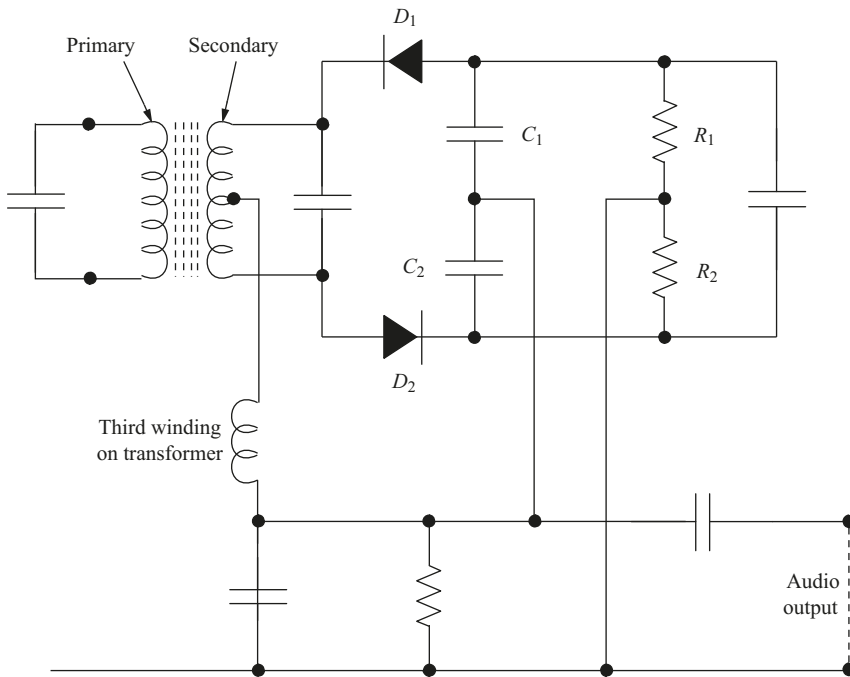 D₁
Primary
Secondary
C₁
R₁
C₂
R₂
D₂
Third winding
on transformer
Audio
output